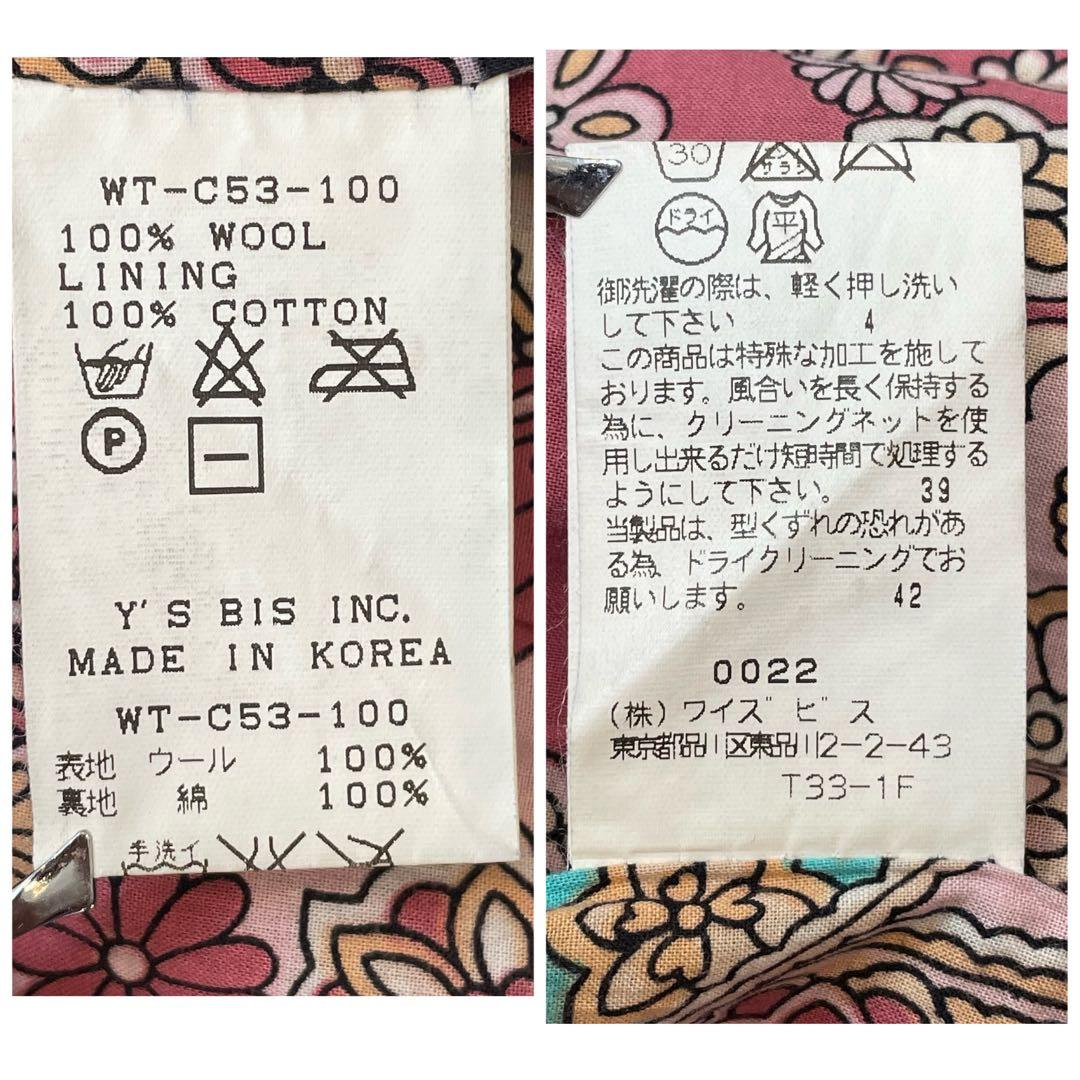 WT-C53-100
100% WOOL
LINING
100% COTTON
P
Y'S BIS INC.
MADE IN KOREA
WT-C53-100
表地 ウール 100%
裏地 綿 100%
手洗イ
30
ドライ 平
御洗濯の際は、軽く押し洗い
して下さい 4
この商品は特殊な加工を施して
おります。風合いを長く保持する
為に、クリーニングネットを使
用し出来るだけ短時間で処理する
ようにして下さい。 39
当製品は、型くずれの恐れがあ
る為、ドライクリーニングでお
願いします。 42
0022
(株)ワイズ ビス
東京都品川区東品川2-2-43
T33-1F